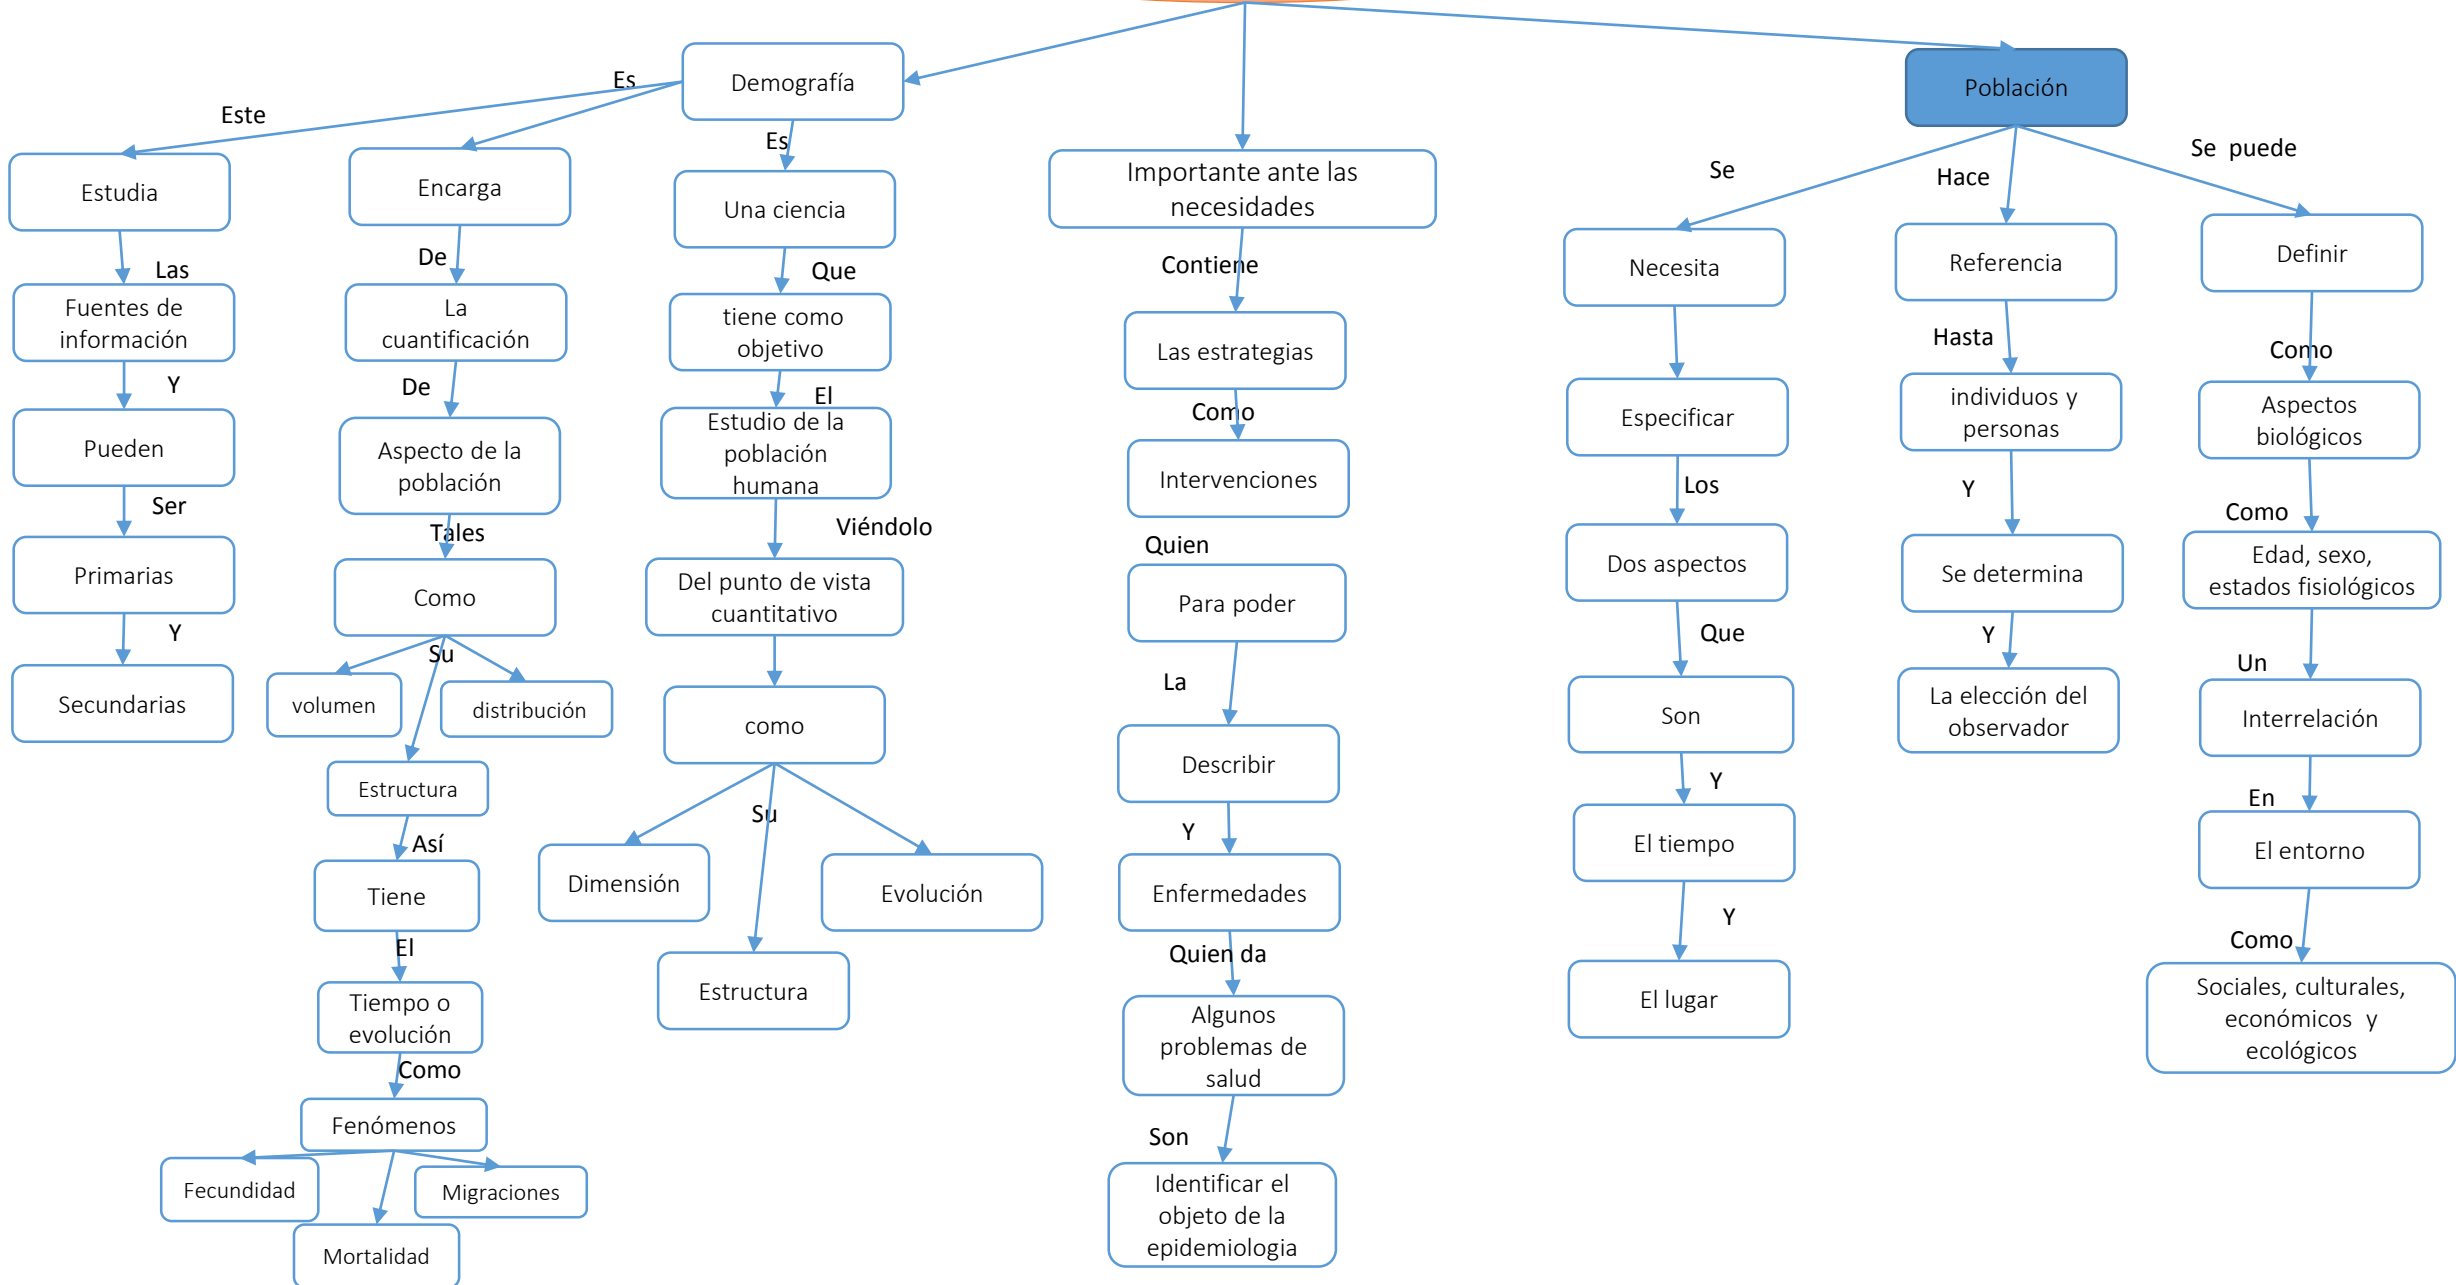 Demografía
Población
Es
Este
Estudia
Las
Fuentes de
información
Y
Pueden
Ser
Primarias
Y
Secundarias
Encarga
De
La
cuantificación
De
Aspecto de la
población
Tales
Como
Su
volumen
distribución
Estructura
Así
Tiene
El
Tiempo o
evolución
Como
Fenómenos
Fecundidad
Migraciones
Mortalidad
Es
Una ciencia
Que
tiene como
objetivo
El
Estudio de la
población
humana
Viéndolo
Del punto de vista
cuantitativo
como
Su
Dimensión
Evolución
Estructura
Importante ante las
necesidades
Contiene
Las estrategias
Como
Intervenciones
Quien
Para poder
La
Describir
Y
Enfermedades
Quien da
Algunos
problemas de
salud
Son
Identificar el
objeto de la
epidemiologia
Se
Necesita
Especificar
Los
Dos aspectos
Que
Son
Y
El tiempo
Y
El lugar
Hace
Referencia
Hasta
individuos y
personas
Y
Se determina
Y
La elección del
observador
Se puede
Definir
Como
Aspectos
biológicos
Como
Edad, sexo,
estados fisiológicos
Un
Interrelación
En
El entorno
Como
Sociales, culturales,
económicos y
ecológicos